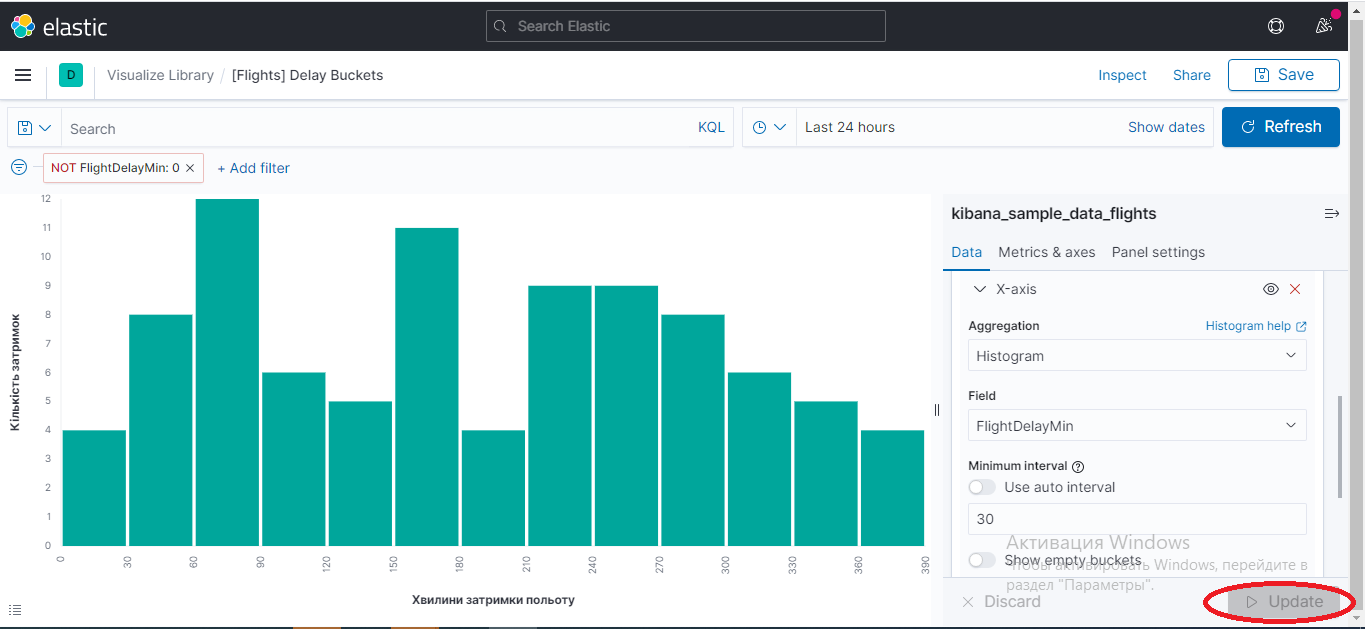 elastic
Search Elastic
D
Visualize Library / [Flights] Delay Buckets
Inspect
Share
Save
Search
KQL
Last 24 hours
Show dates
Refresh
NOT FlightDelayMin: 0 ×
+ Add filter
12
11
10
9
8
7
6
5
4
3
2
1
0
Кількість затримок
0
30
60
90
120
150
180
210
240
270
300
330
360
390
Хвилини затримки польоту
kibana_sample_data_flights
Data
Metrics & axes
Panel settings
X-axis
Aggregation
Histogram help
Histogram
Field
FlightDelayMin
Minimum interval
Use auto interval
30
Активация Windows
Show empty buckets
Чтобы активировать Windows, перейдите в
раздел "Параметры".
Discard
Update